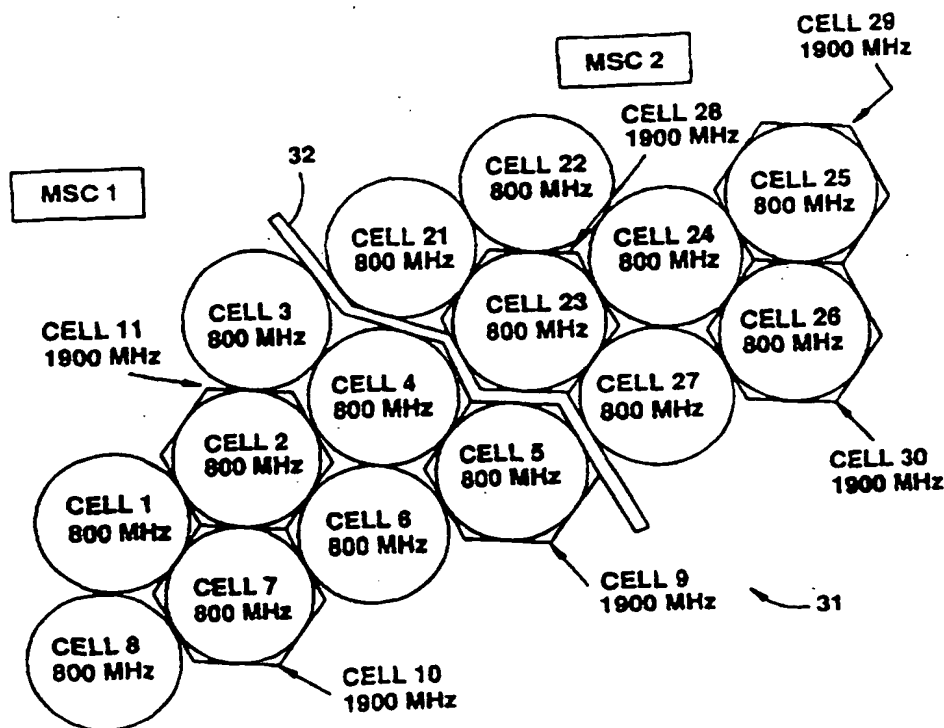 CELL 29
1900 MHz
MSC 2
CELL 28
1900 MHz
32
MSC 1
CELL 22
800 MHz
CELL 25
800 MHz
CELL 21
800 MHz
CELL 24
800 MHz
CELL 3
800 MHz
CELL 23
800 MHz
CELL 26
800 MHz
CELL 11
1900 MHz
CELL 4
800 MHz
CELL 27
800 MHz
CELL 2
800 MHz
CELL 5
800 MHz
CELL 30
1900 MHz
CELL 1
800 MHz
CELL 6
800 MHz
CELL 7
800 MHz
CELL 9
1900 MHz
31
CELL 8
800 MHz
CELL 10
1900 MHz